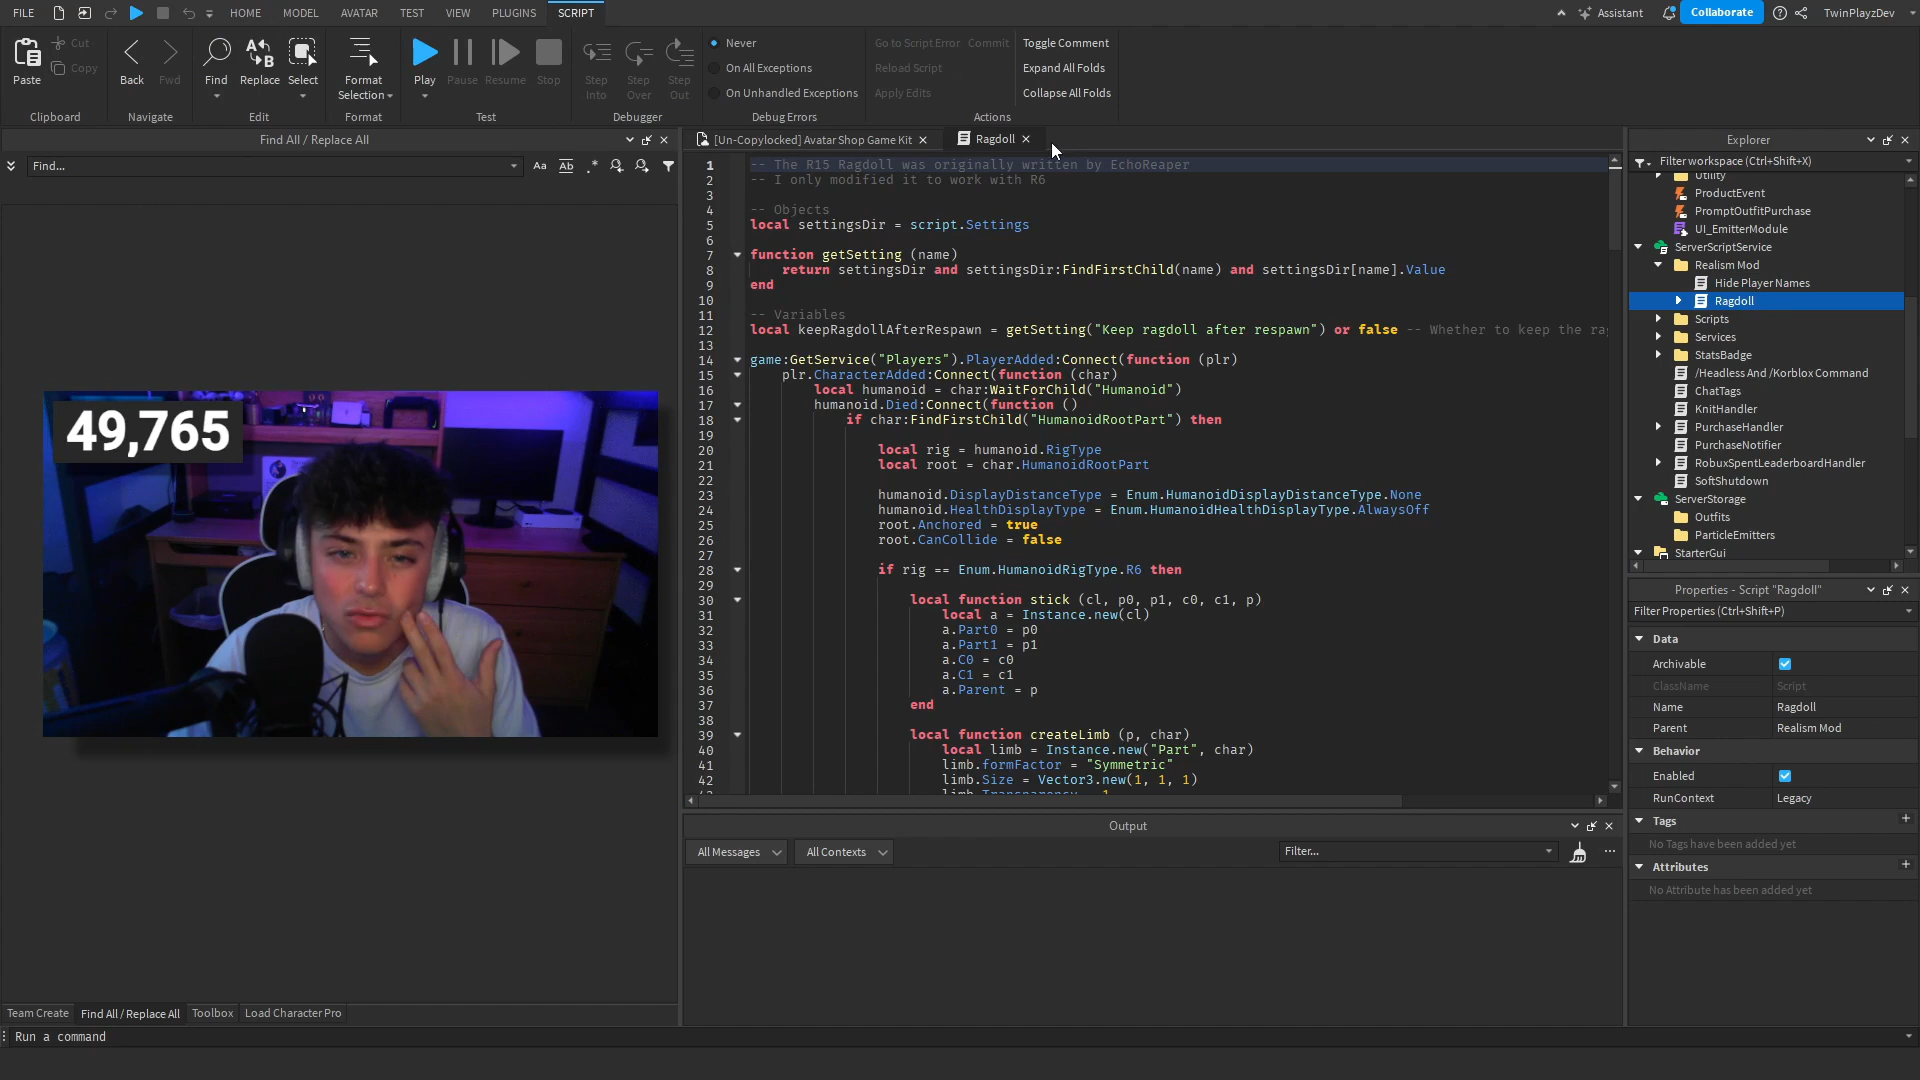 FILE HOME MODEL AVATAR TEST VIEW PLUGINS SCRIPT Assistant Collaborate TwinPlayzDev
Paste Cut Copy Back Fwd Find Replace Select Format Selection Play Pause Resume Stop Step Into Step Over Step Out
Never
On All Exceptions
On Unhandled Exceptions
Go to Script Error Commit
Reload Script
Apply Edits
Toggle Comment
Expand All Folds
Collapse All Folds
Clipboard Navigate Edit Format Test Debugger Debug Errors Actions
Find All / Replace All
Find...
49,765
[Un-Copylocked] Avatar Shop Game Kit Ragdoll
1 -- The R15 Ragdoll was originally written by EchoReaper
2 -- I only modified it to work with R6
3
4 -- Objects
5 local settingsDir = script.Settings
6
7 function getSetting (name)
8 return settingsDir and settingsDir:FindFirstChild(name) and settingsDir[name].Value
9 end
10
11 -- Variables
12 local keepRagdollAfterRespawn = getSetting("Keep ragdoll after respawn") or false -- Whether to keep the
13
14 game:GetService("Players").PlayerAdded:Connect(function (plr)
15 plr.CharacterAdded:Connect(function (char)
16 local humanoid = char:WaitForChild("Humanoid")
17 humanoid.Died:Connect(function ()
18 if char:FindFirstChild("HumanoidRootPart") then
19
20 local rig = humanoid.RigType
21 local root = char.HumanoidRootPart
22
23 humanoid.DisplayDistanceType = Enum.HumanoidDisplayDistanceType.None
24 humanoid.HealthDisplayType = Enum.HumanoidHealthDisplayType.AlwaysOff
25 root.Anchored = true
26 root.CanCollide = false
27
28 if rig == Enum.HumanoidRigType.R6 then
29
30 local function stick (cl, p0, p1, c0, c1, p)
31 local a = Instance.new(cl)
32 a.Part0 = p0
33 a.Part1 = p1
34 a.C0 = c0
35 a.C1 = c1
36 a.Parent = p
37 end
38
39 local function createLimb (p, char)
40 local limb = Instance.new("Part", char)
41 limb.formFactor = "Symmetric"
42 limb.Size = Vector3.new(1, 1, 1)
Output
All Messages All Contexts Filter...
Explorer
Filter workspace (Ctrl+Shift+X)
Utility
ProductEvent
PromptOutfitPurchase
UI_EmitterModule
ServerScriptService
Realism Mod
Hide Player Names
Ragdoll
Scripts
Services
StatsBadge
/Headless And /Korblox Command
ChatTags
KnitHandler
PurchaseHandler
PurchaseNotifier
RobuxSpentLeaderboardHandler
SoftShutdown
ServerStorage
Outfits
ParticleEmitters
StarterGui
Properties - Script "Ragdoll"
Filter Properties (Ctrl+Shift+P)
Data
Archivable
ClassName Script
Name Ragdoll
Parent Realism Mod
Behavior
Enabled
RunContext Legacy
Tags
No Tags have been added yet
Attributes
No Attribute has been added yet
Team Create Find All / Replace All Toolbox Load Character Pro
Run a command